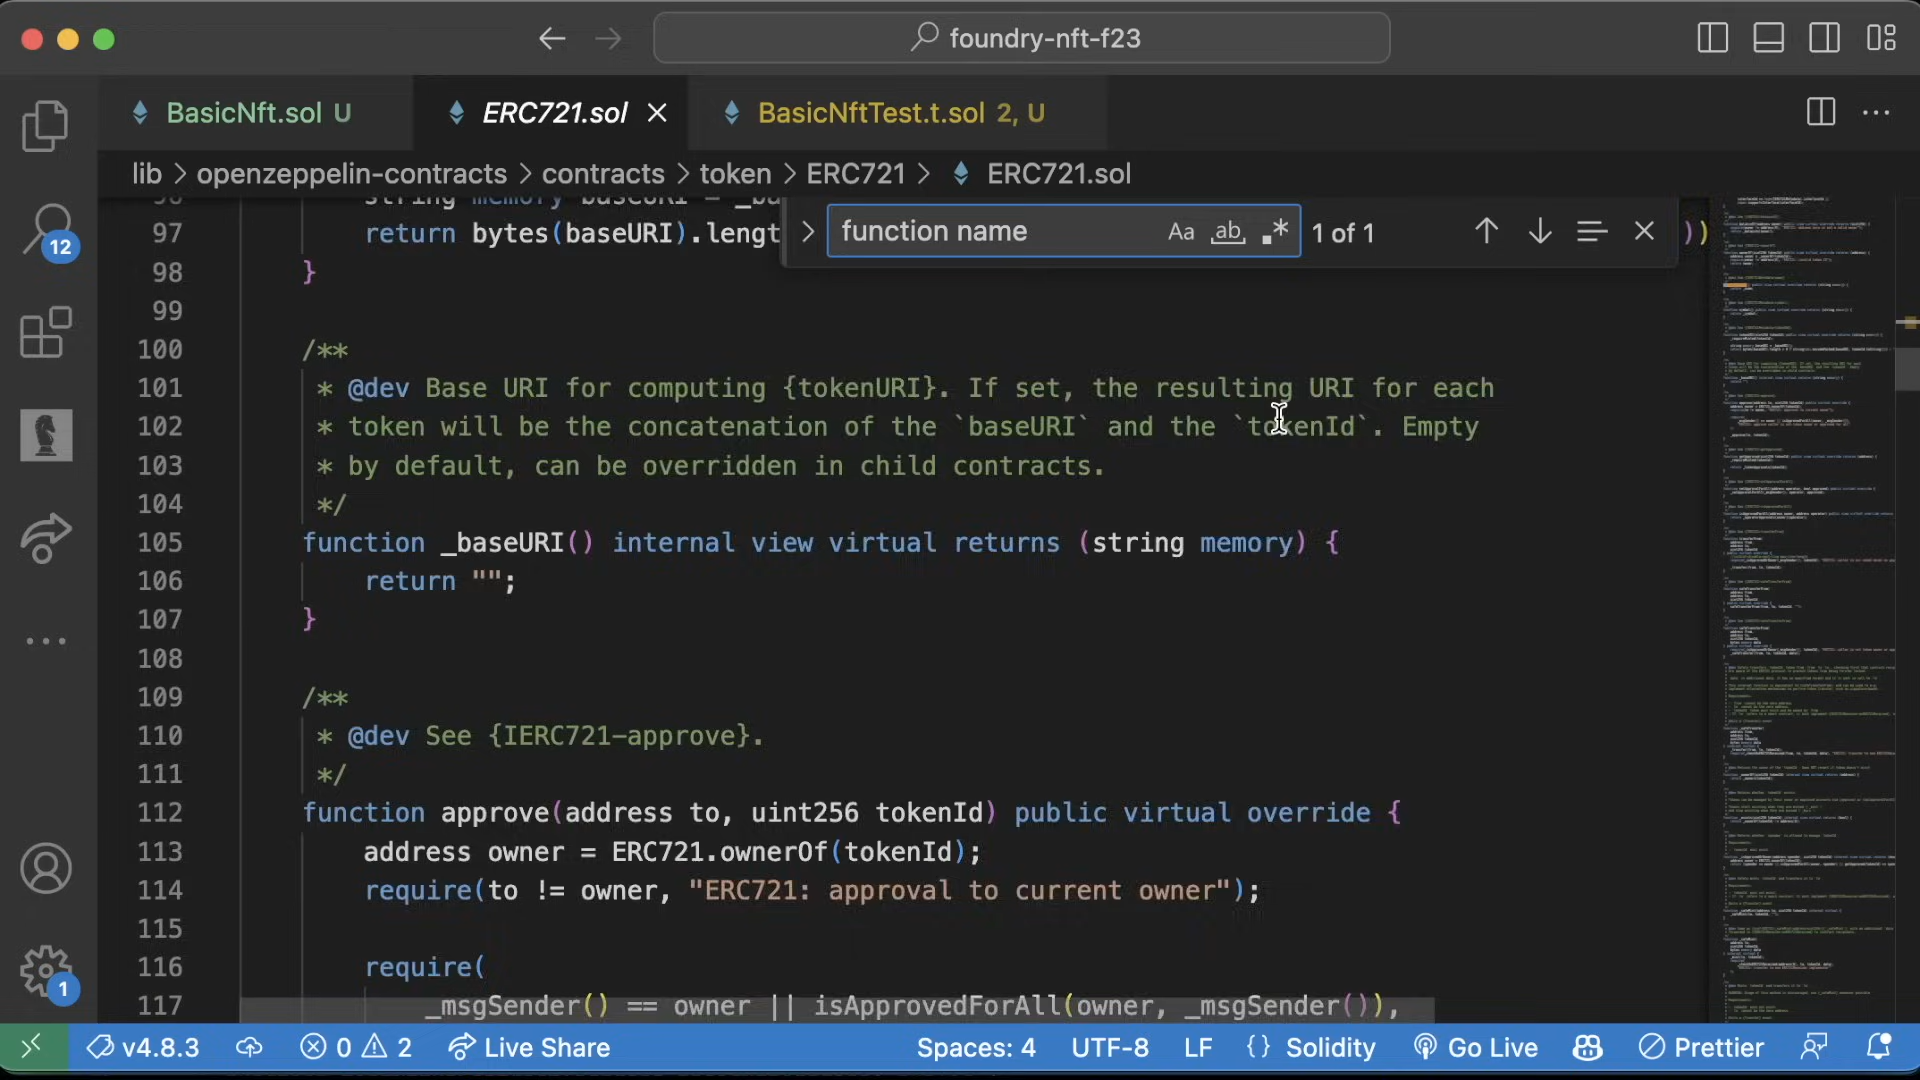 foundry-nft-f23
BasicNft.sol U
ERC721.sol
BasicNftTest.t.sol 2, U
lib > openzeppelin-contracts > contracts > token > ERC721 > ERC721.sol
function name Aa ab .* 1 of 1
96 string memory baseURI = _ba
97 return bytes(baseURI).lengt ))
98 }
99
100 /**
101 * @dev Base URI for computing {tokenURI}. If set, the resulting URI for each
102 * token will be the concatenation of the `baseURI` and the `tokenId`. Empty
103 * by default, can be overridden in child contracts.
104 */
105 function _baseURI() internal view virtual returns (string memory) {
106 return "";
107 }
108
109 /**
110 * @dev See {IERC721-approve}.
111 */
112 function approve(address to, uint256 tokenId) public virtual override {
113 address owner = ERC721.ownerOf(tokenId);
114 require(to != owner, "ERC721: approval to current owner");
115
116 require(
117 _msgSender() == owner || isApprovedForAll(owner, _msgSender()),
12
1
v4.8.3 0 2 Live Share Spaces: 4 UTF-8 LF {} Solidity Go Live Prettier